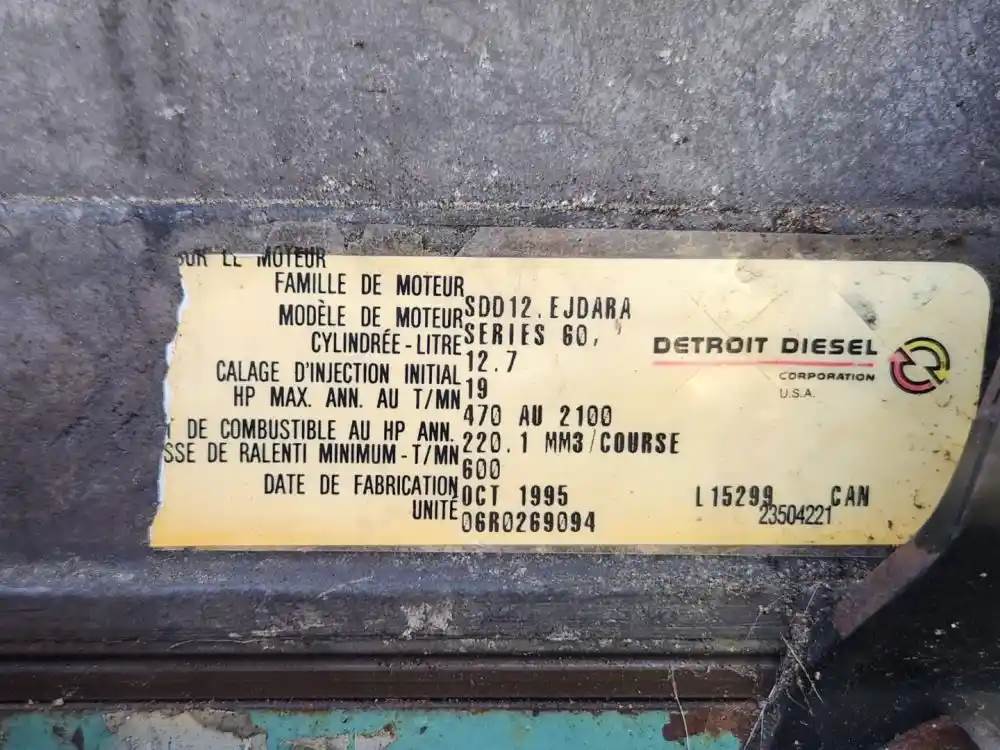 SUR LE MOTEUR
FAMILLE DE MOTEUR SDD12.EJDARA
MODÈLE DE MOTEUR SERIES 60,
CYLINDRÉE-LITRE 12.7
CALAGE D'INJECTION INITIAL 19
HP MAX. ANN. AU T/MN 470 AU 2100
T DE COMBUSTIBLE AU HP ANN. 220.1 MM3/COURSE
SSE DE RALENTI MINIMUM-T/MN 600
DATE DE FABRICATION OCT 1995
UNITÉ 06R0269094
DETROIT DIESEL
CORPORATION
U.S.A.
L15299 CAN
23504221